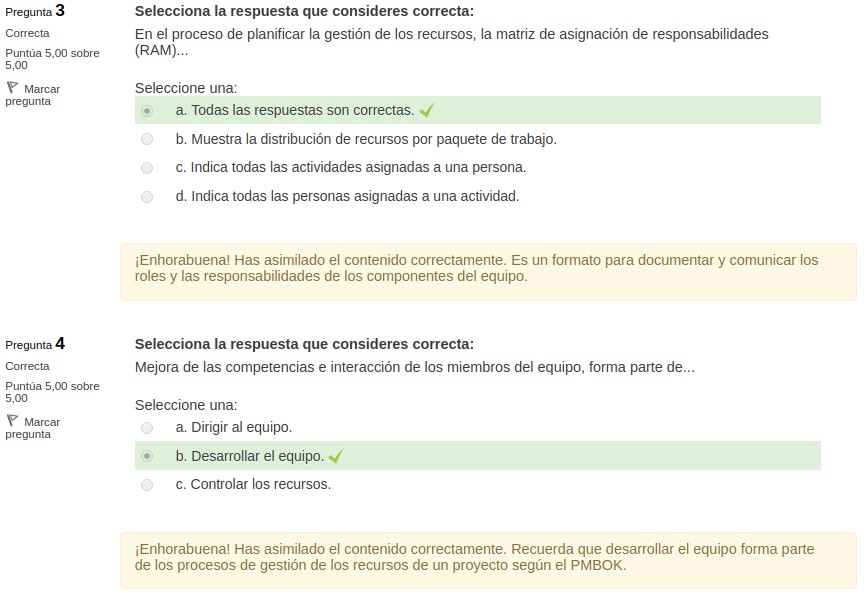 Pregunta 3
Correcta
Puntúa 5,00 sobre
5,00
Marcar
pregunta
Selecciona la respuesta que consideres correcta:
En el proceso de planificar la gestión de los recursos, la matriz de asignación de responsabilidades
(RAM)...
Seleccione una:
a. Todas las respuestas son correctas.
b. Muestra la distribución de recursos por paquete de trabajo.
c. Indica todas las actividades asignadas a una persona.
d. Indica todas las personas asignadas a una actividad.
¡Enhorabuena! Has asimilado el contenido correctamente. Es un formato para documentar y comunicar los
roles y las responsabilidades de los componentes del equipo.
Pregunta 4
Correcta
Puntúa 5,00 sobre
5,00
Marcar
pregunta
Selecciona la respuesta que consideres correcta:
Mejora de las competencias e interacción de los miembros del equipo, forma parte de...
Seleccione una:
a. Dirigir al equipo.
b. Desarrollar el equipo.
c. Controlar los recursos.
¡Enhorabuena! Has asimilado el contenido correctamente. Recuerda que desarrollar el equipo forma parte
de los procesos de gestión de los recursos de un proyecto según el PMBOK.